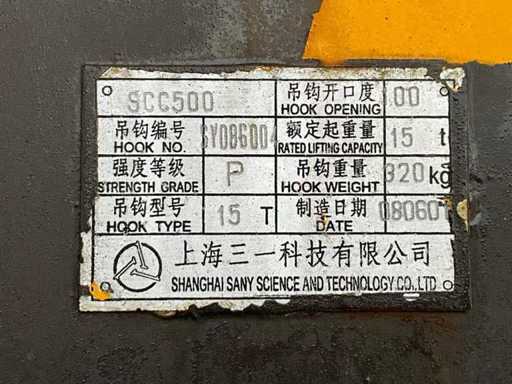 SCC500 吊钩开口度 100
HOOK OPENING
吊钩编号 SY086004 额定起重量 15 t
HOOK NO. RATED LIFTING CAPACITY
强度等级 P 吊钩重量 320 kg
STRENGTH GRADE HOOK WEIGHT
吊钩型号 15 T 制造日期 080601
HOOK TYPE DATE
上海三一科技有限公司
SHANGHAI SANY SCIENCE AND TECHNOLOGY CO.,LTD